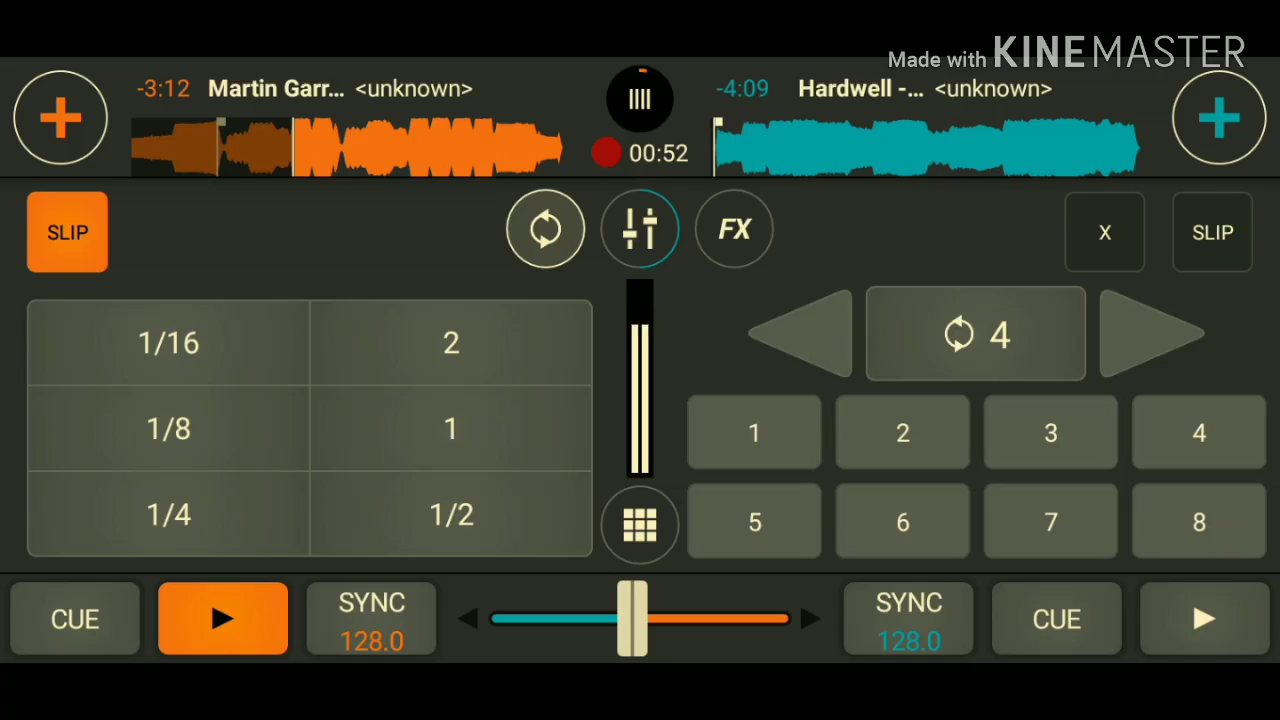 Made with KINEMASTER
-3:12 Martin Garr... <unknown>
-4:09 Hardwell -... <unknown>
00:52
SLIP
FX
X
SLIP
1/16
2
1/8
1
1/4
1/2
4
1
2
3
4
5
6
7
8
CUE
SYNC
128.0
SYNC
128.0
CUE